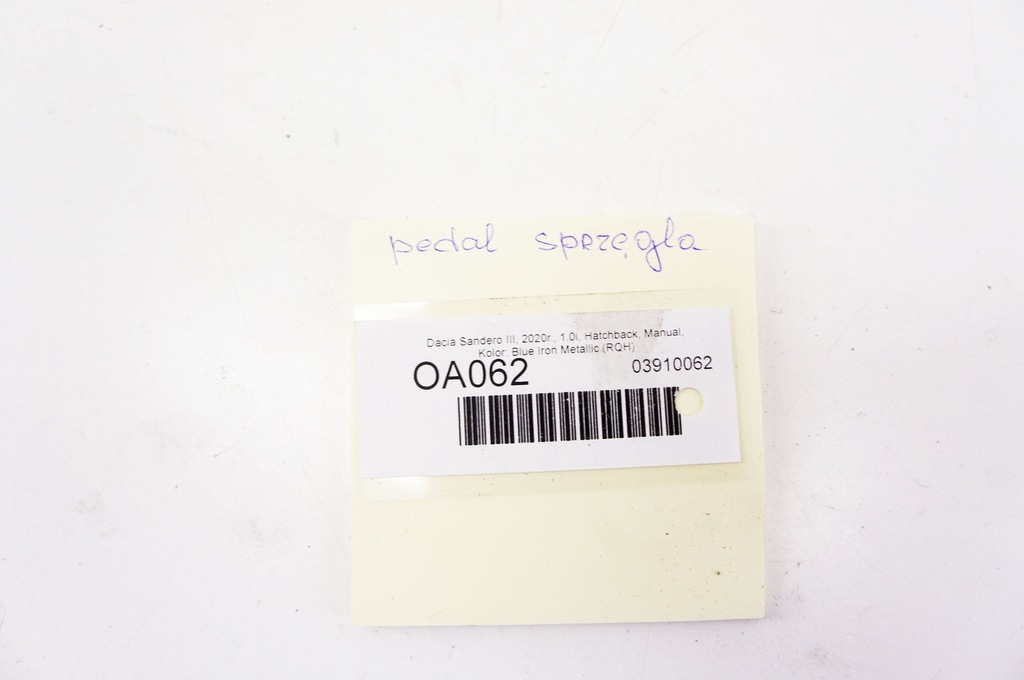 pedal sprzęgla
Dacia Sandero III, 2020r., 1.0i, Hatchback, Manual,
Kolor: Blue Iron Metallic (RQH)
OA062 03910062